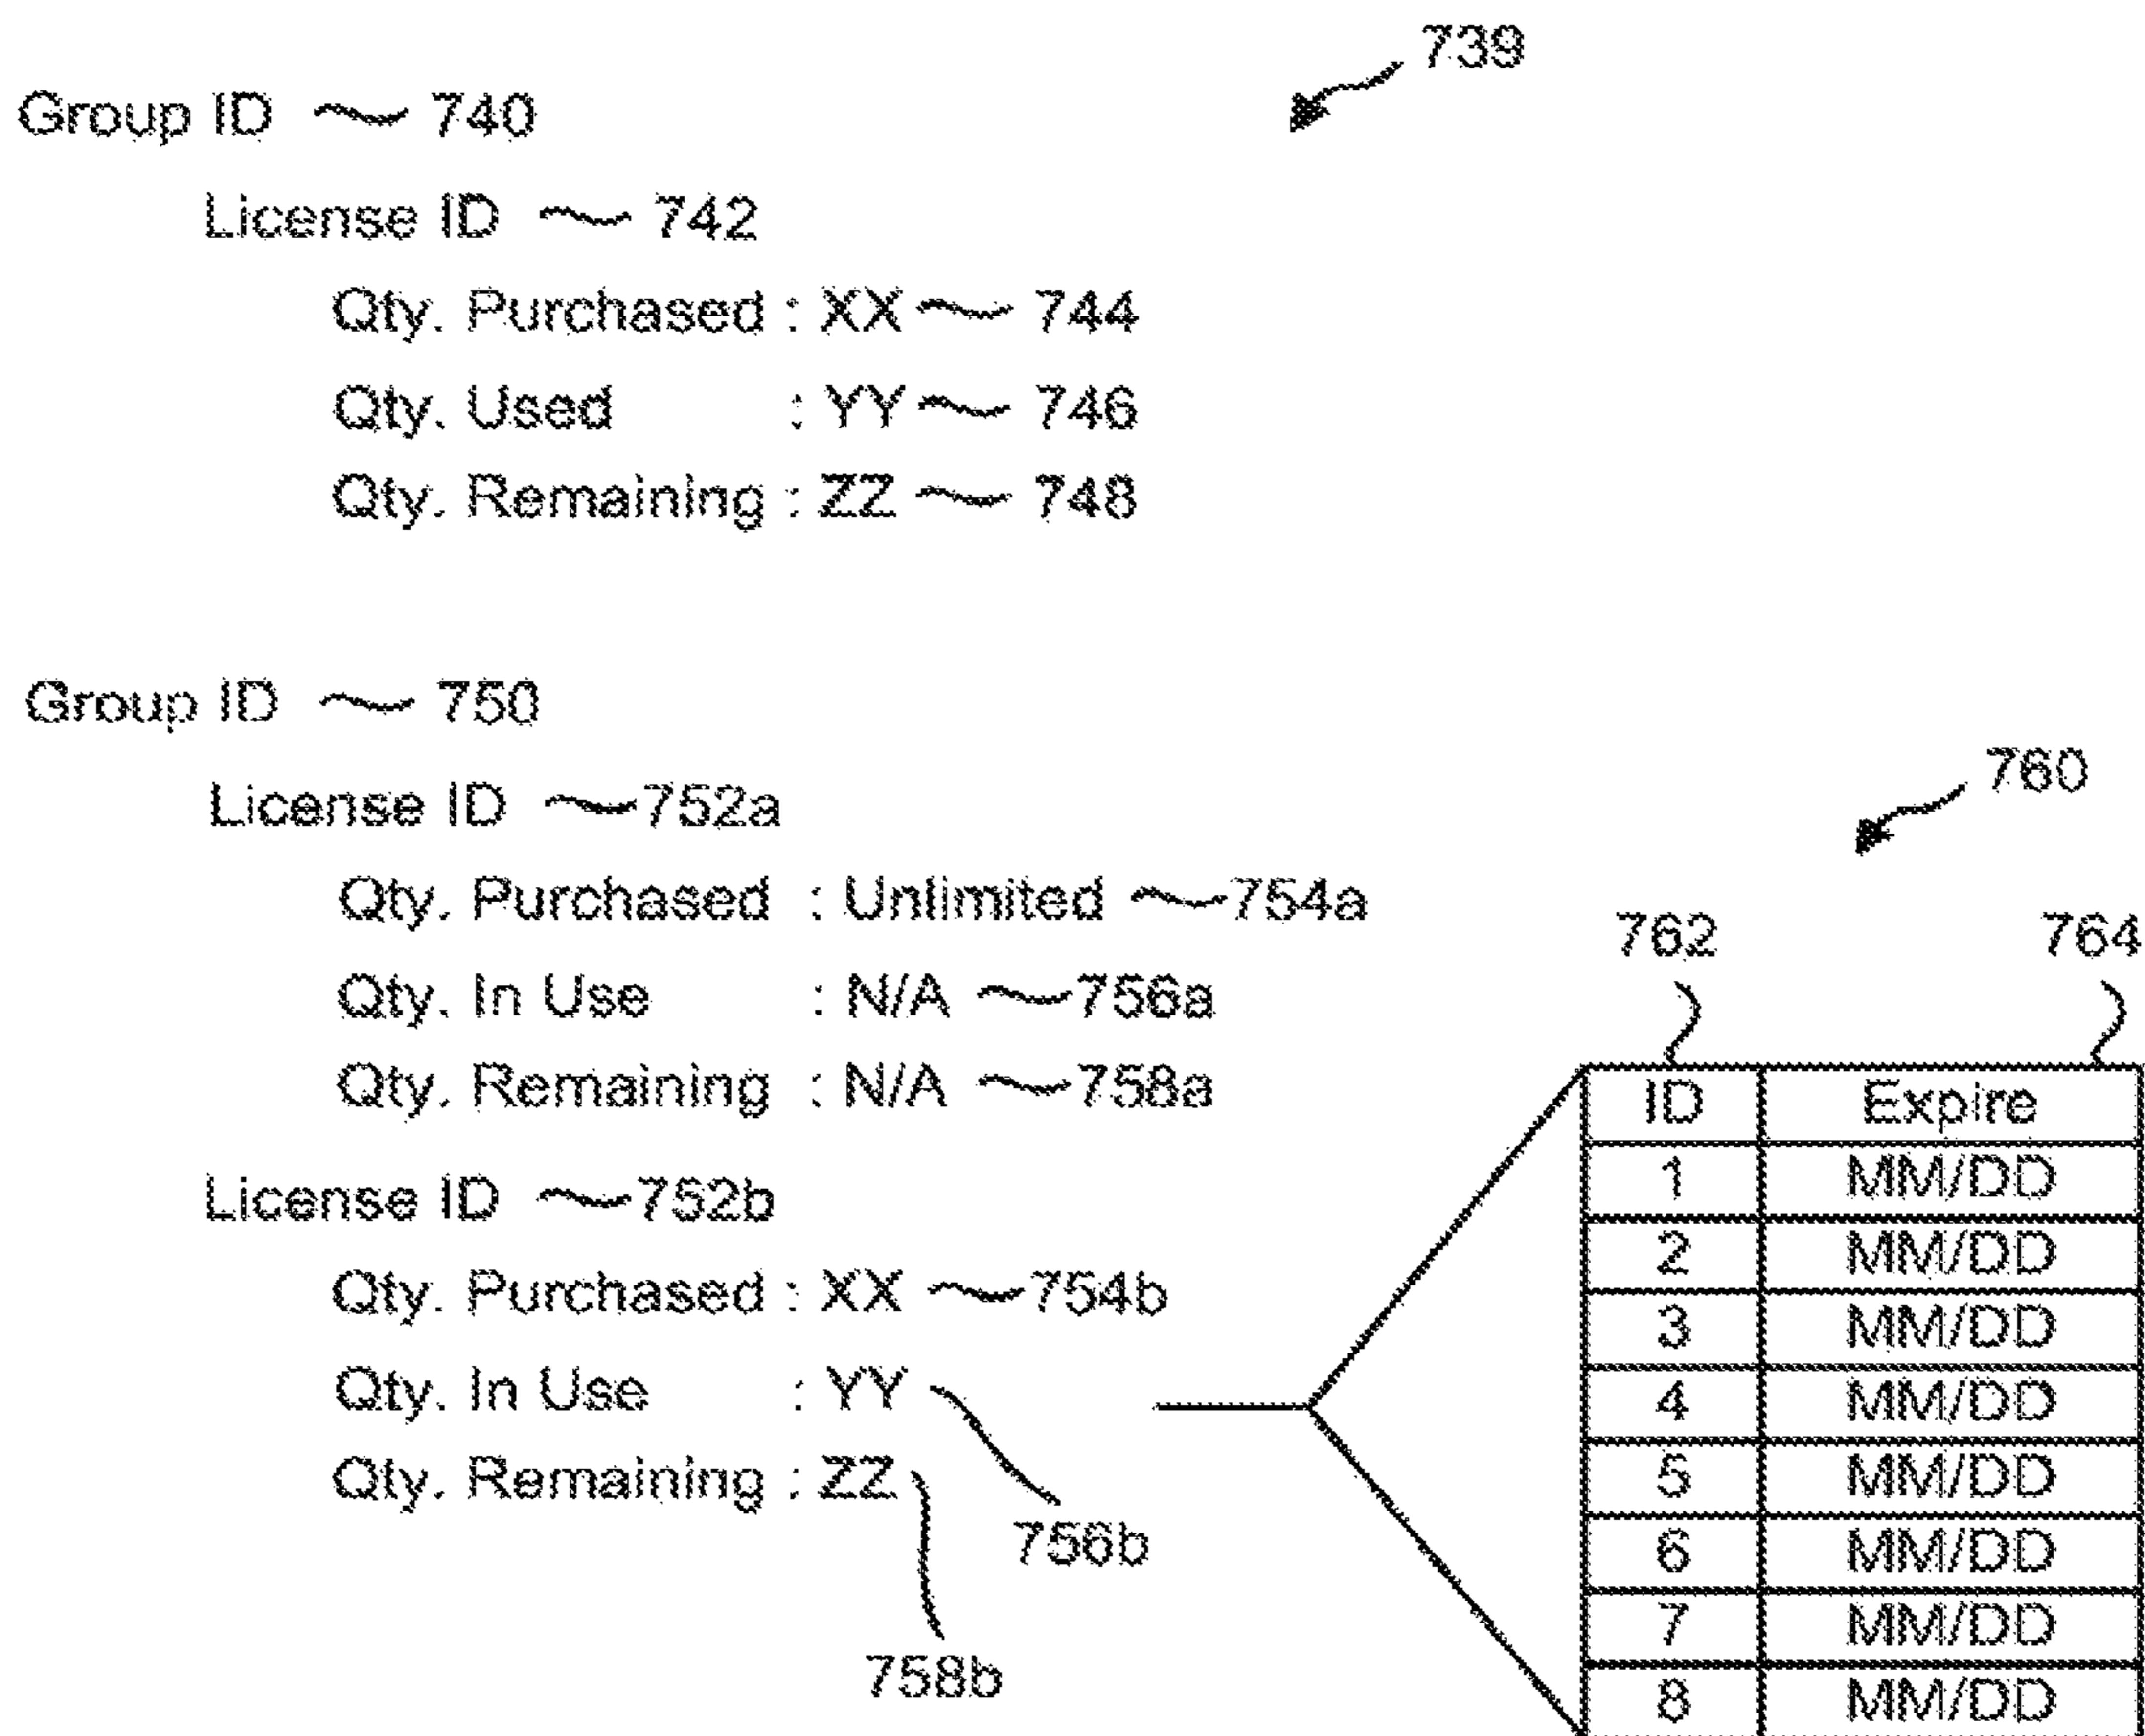 739
Group ID 740
License ID 742
Qty. Purchased : XX 744
Qty. Used : YY 746
Qty. Remaining : ZZ 748
Group ID 750
License ID 752a
Qty. Purchased : Unlimited 754a
Qty. In Use : N/A 756a
Qty. Remaining : N/A 758a
License ID 752b
Qty. Purchased : XX 754b
Qty. In Use : YY 756b
Qty. Remaining : ZZ 758b
760
762 764
ID Expire
1 MM/DD
2 MM/DD
3 MM/DD
4 MM/DD
5 MM/DD
6 MM/DD
7 MM/DD
8 MM/DD